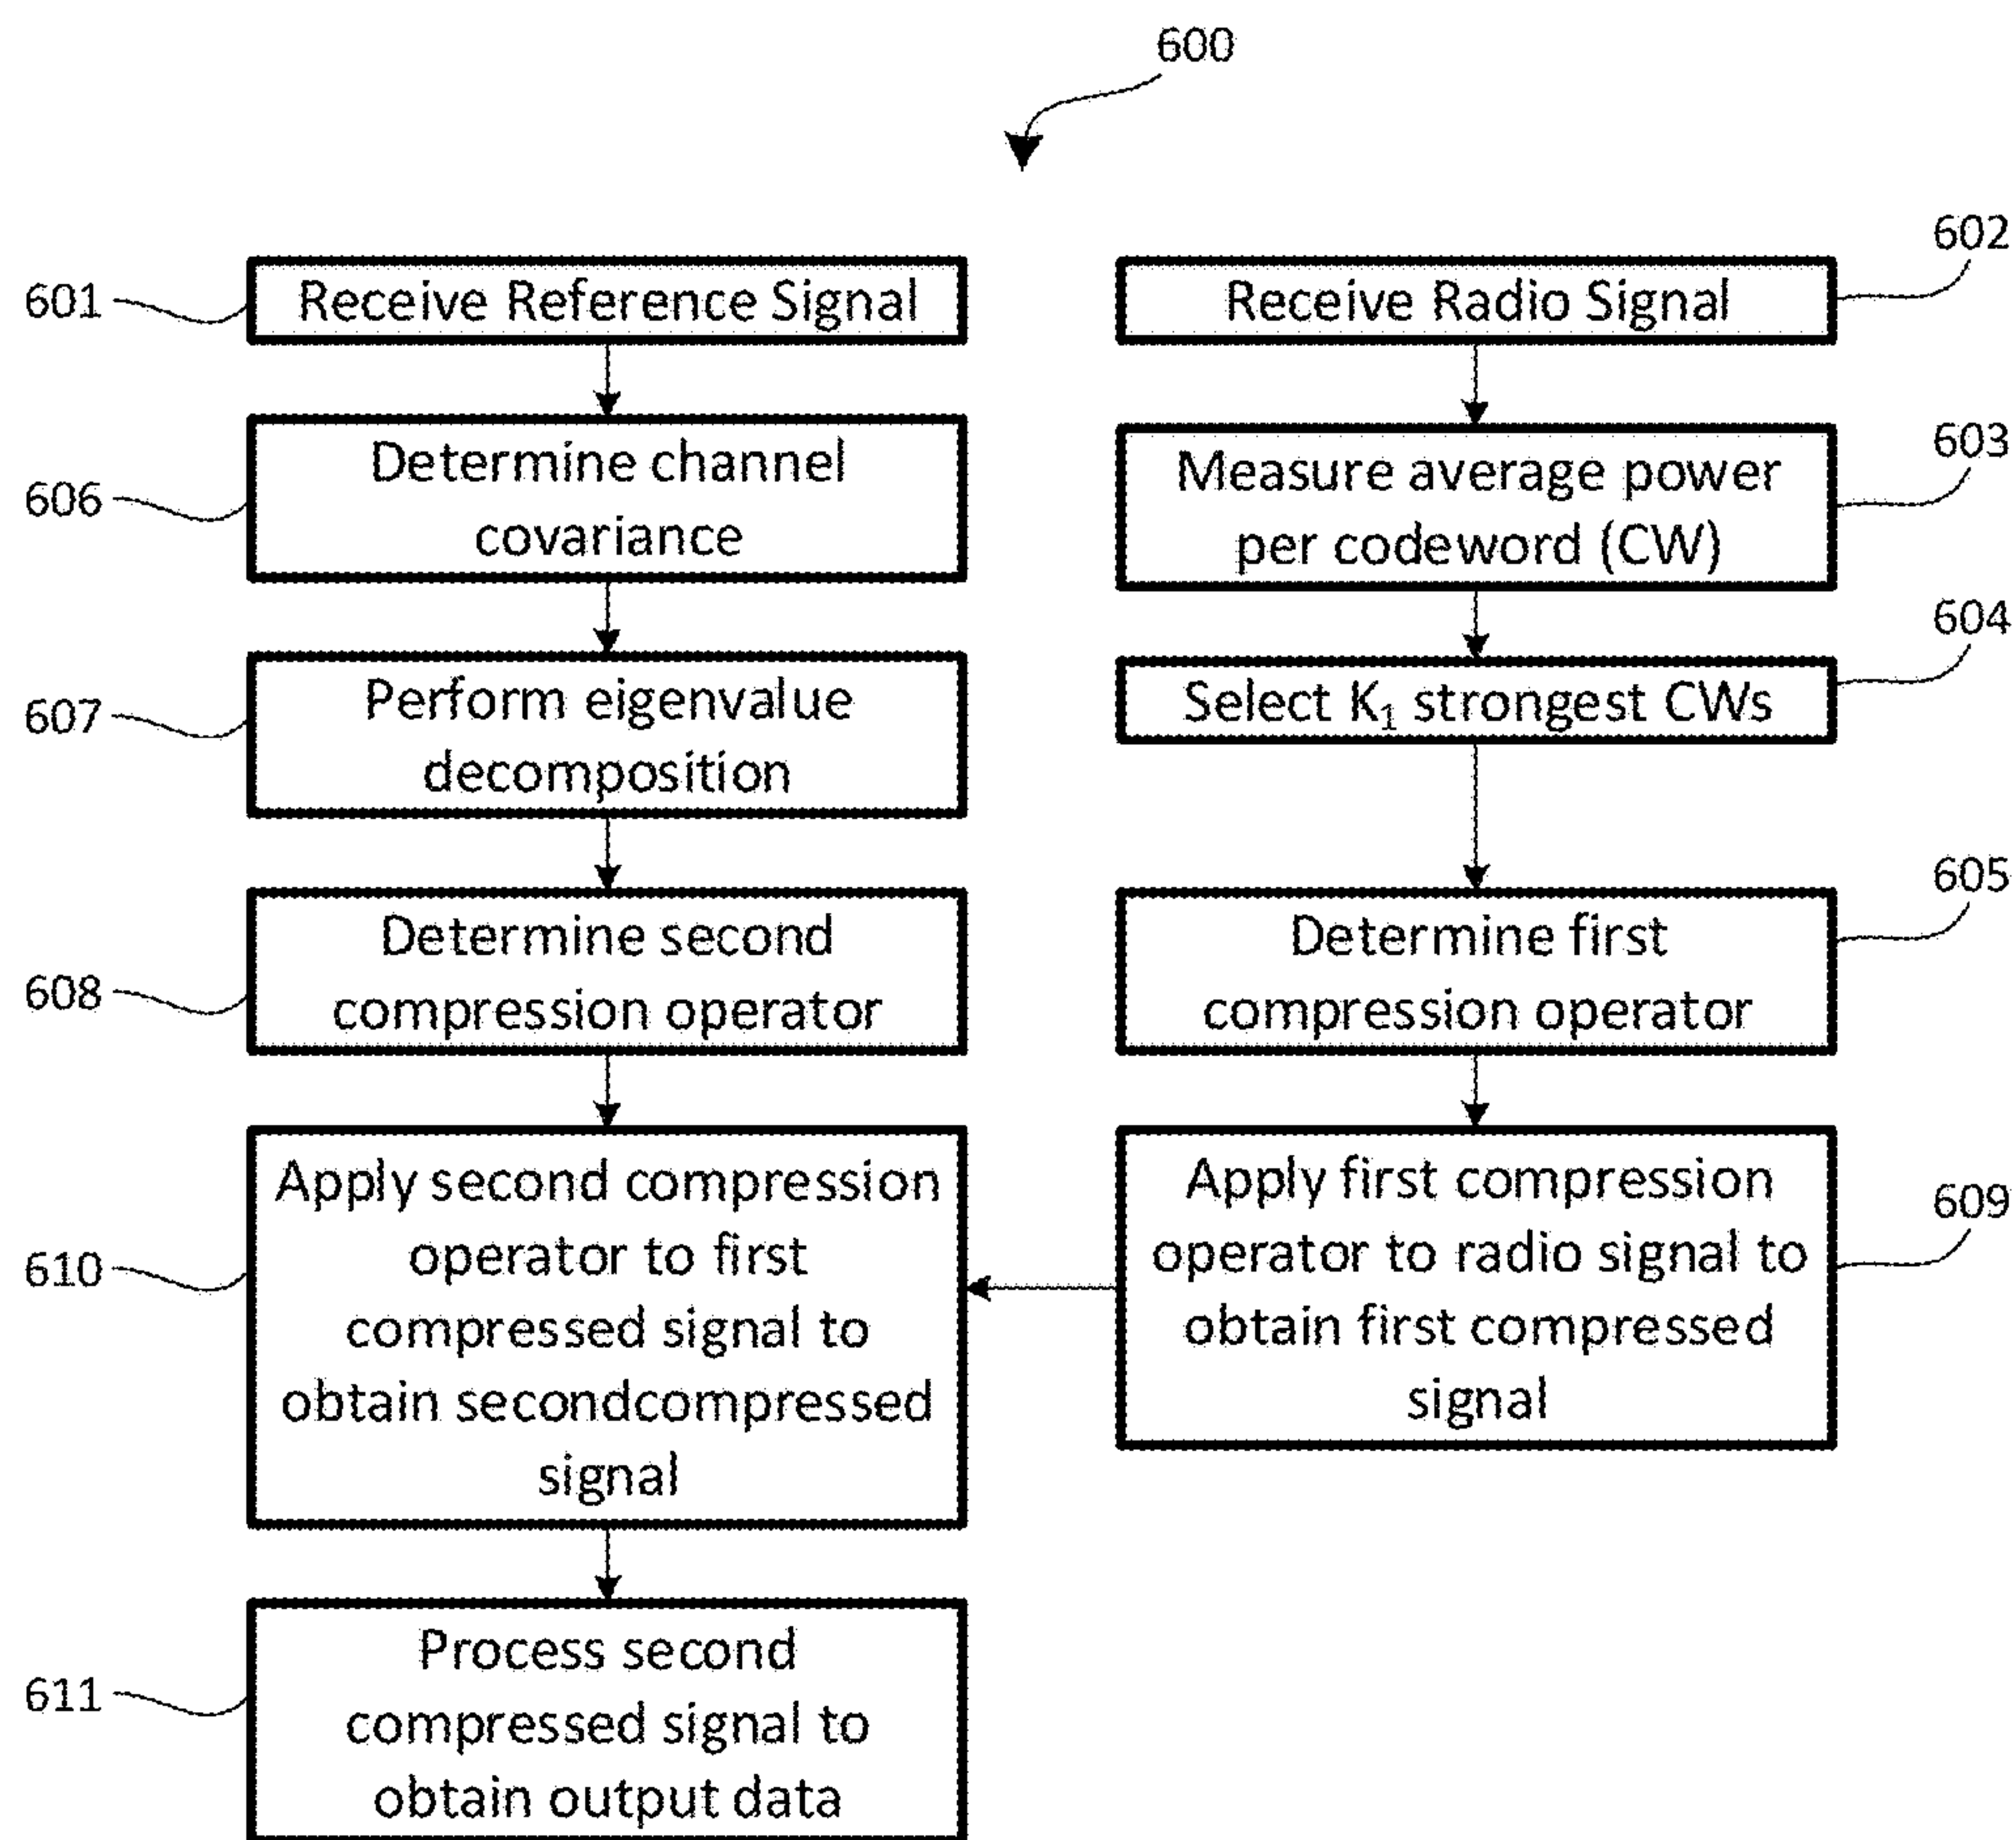 600
601
Receive Reference Signal
602
Receive Radio Signal
606
Determine channel
covariance
603
Measure average power
per codeword (CW)
607
Perform eigenvalue
decomposition
604
Select K₁ strongest CWs
608
Determine second
compression operator
605
Determine first
compression operator
610
Apply second compression
operator to first
compressed signal to
obtain secondcompressed
signal
609
Apply first compression
operator to radio signal to
obtain first compressed
signal
611
Process second
compressed signal to
obtain output data